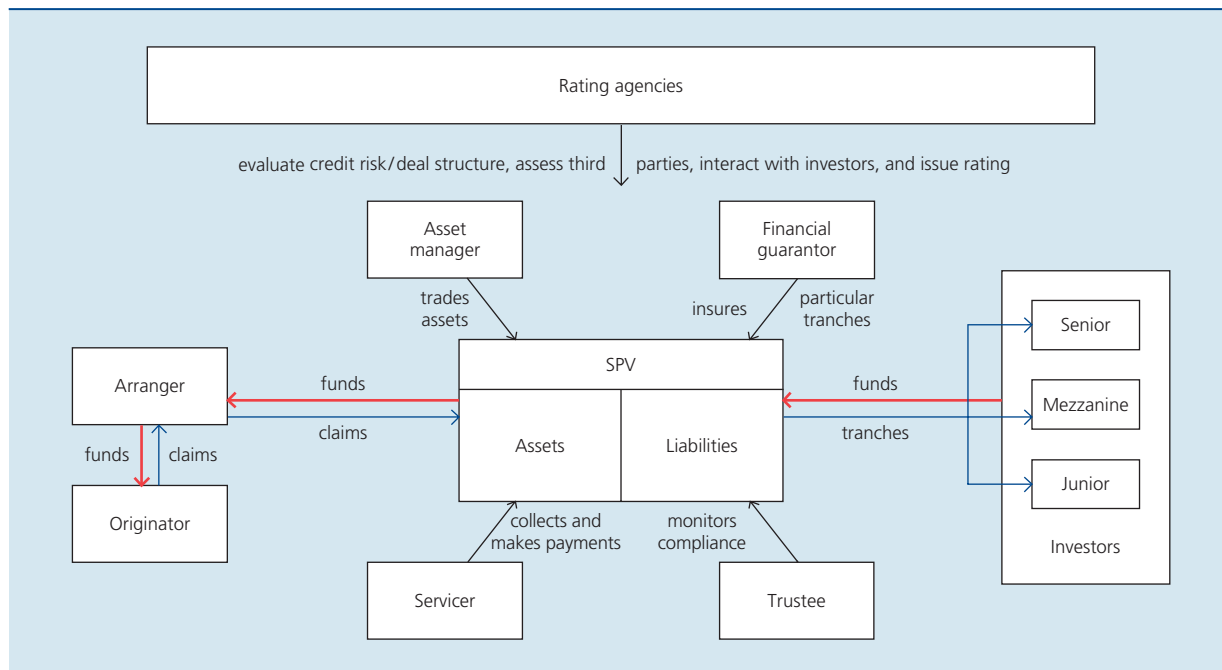 Rating agencies
evaluate credit risk/deal structure, assess third parties, interact with investors, and issue rating
Asset
manager
Financial
guarantor
trades
assets
insures
particular
tranches
SPV
Assets
Liabilities
Arranger
funds
claims
funds
claims
Originator
funds
tranches
Senior
Mezzanine
Junior
Investors
collects and
makes payments
monitors
compliance
Servicer
Trustee